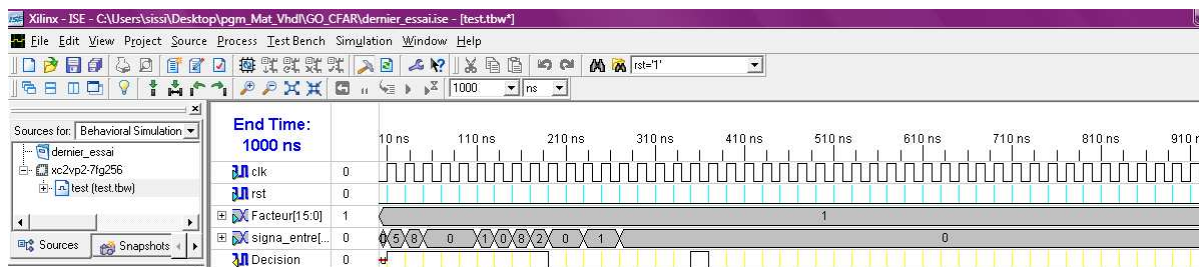 Xilinx - ISE - C:\Users\sissi\Desktop\pgm_Mat_Vhdl\GO_CFAR\dernier_essai.ise - [test.tbw*]
File Edit View Project Source Process Test Bench Simulation Window Help
rst='1'
1000 ns
Sources for: Behavioral Simulation
dernier_essai
xc2vp2-7fg256
test (test.tbw)
Sources Snapshots
End Time:
1000 ns
10 ns 110 ns 210 ns 310 ns 410 ns 510 ns 610 ns 710 ns 810 ns 910 n
clk 0
rst 0
Facteur[15:0] 1 1
signa_entre[... 0 0 5 8 0 1 0 8 2 0 1 0
Decision 0